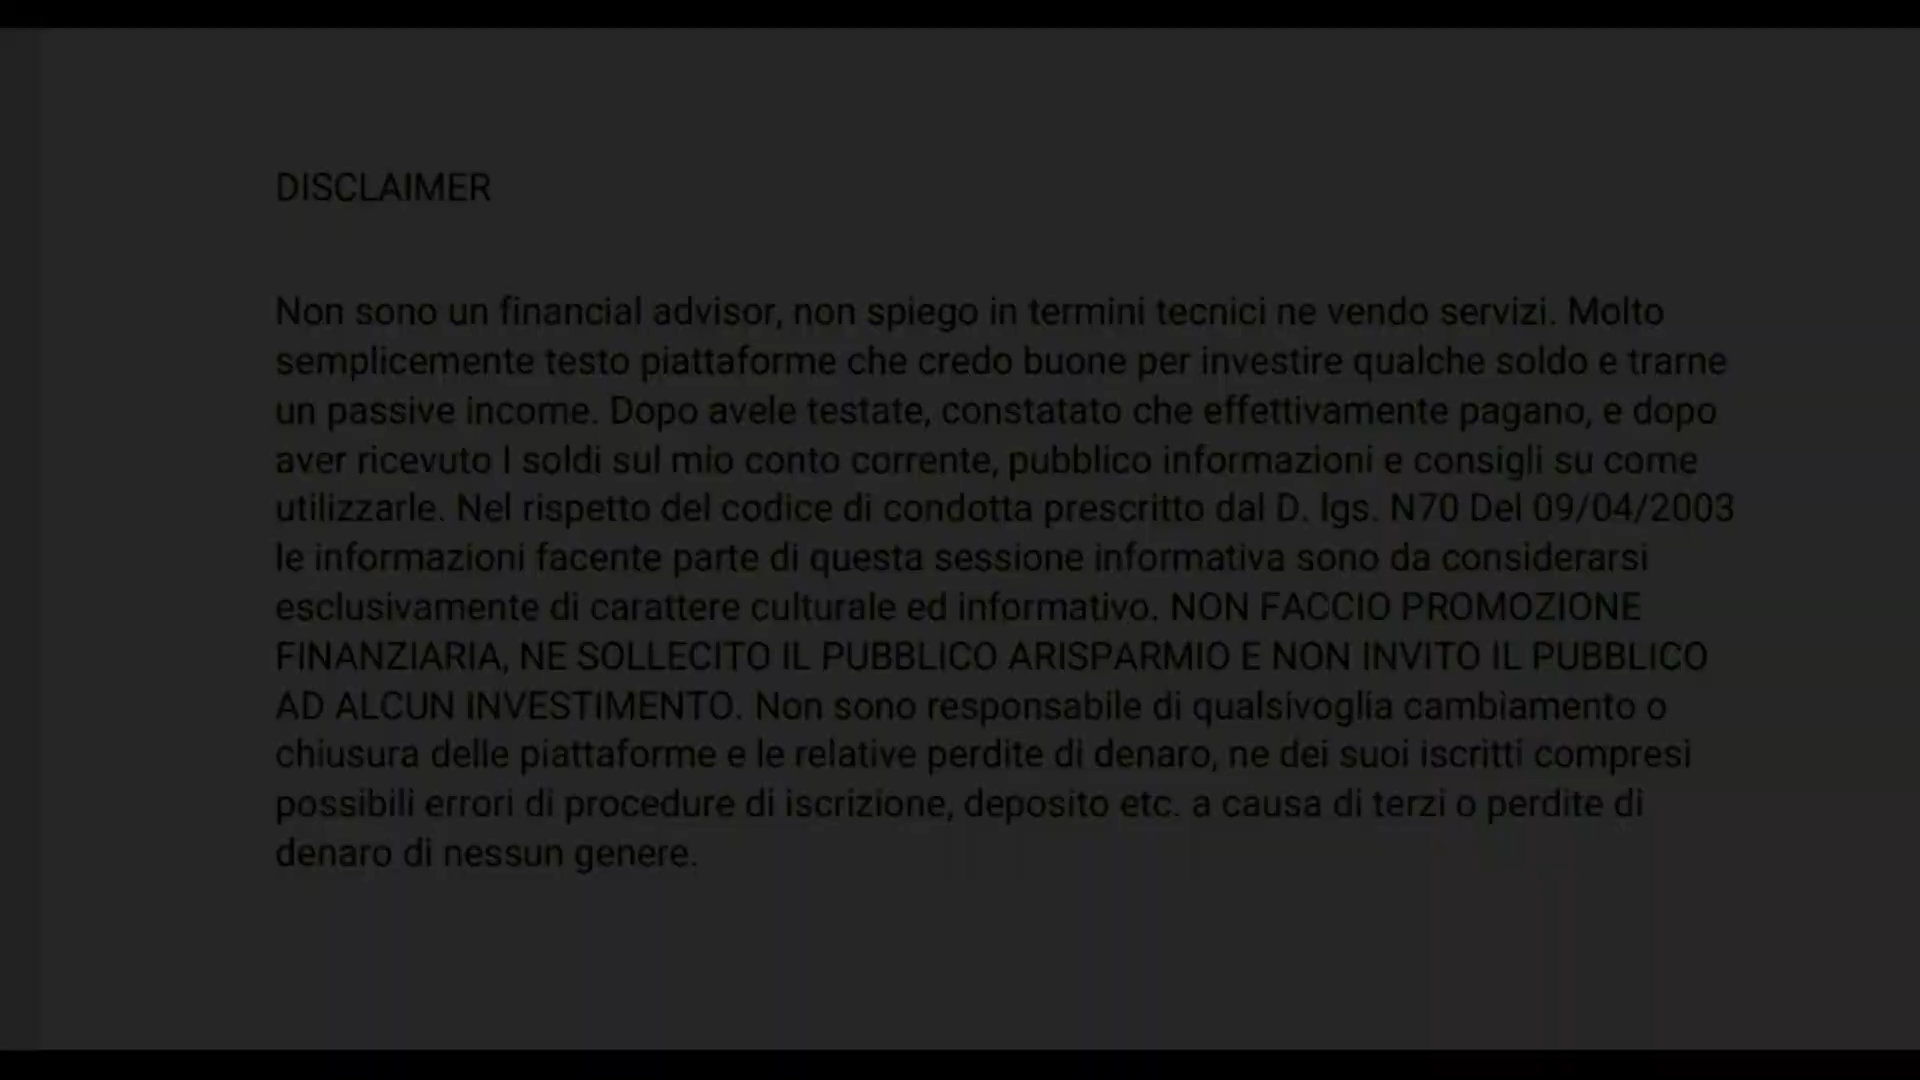 DISCLAIMER
Non sono un financial advisor, non spiego in termini tecnici ne vendo servizi. Molto
semplicemente testo piattaforme che credo buone per investire qualche soldo e trarne
un passive income. Dopo avele testate, constatato che effettivamente pagano, e dopo
aver ricevuto I soldi sul mio conto corrente, pubblico informazioni e consigli su come
utilizzarle. Nel rispetto del codice di condotta prescritto dal D. lgs. N70 Del 09/04/2003
le informazioni facente parte di questa sessione informativa sono da considerarsi
esclusivamente di carattere culturale ed informativo. NON FACCIO PROMOZIONE
FINANZIARIA, NE SOLLECITO IL PUBBLICO ARISPARMIO E NON INVITO IL PUBBLICO
AD ALCUN INVESTIMENTO. Non sono responsabile di qualsivoglia cambiamento o
chiusura delle piattaforme e le relative perdite di denaro, ne dei suoi iscritti compresi
possibili errori di procedure di iscrizione, deposito etc. a causa di terzi o perdite di
denaro di nessun genere.